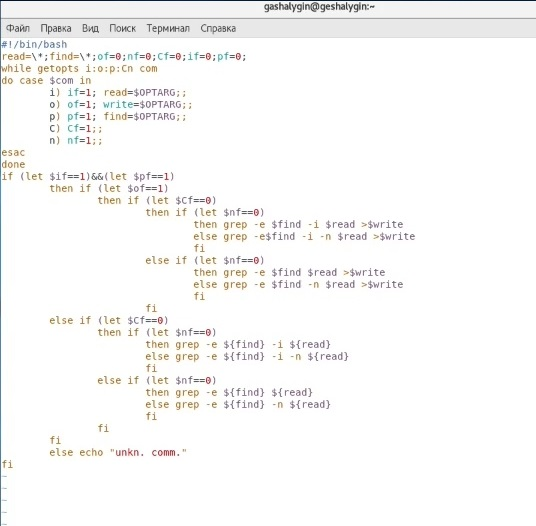 gashalygin@geshalygin:~
Файл Правка Вид Поиск Терминал Справка
#!/bin/bash
read=\*;find=\*;of=0;nf=0;Cf=0;if=0;pf=0;
while getopts i:o:p:Cn com
do case $com in
        i) if=1; read=$OPTARG;;
        o) of=1; write=$OPTARG;;
        p) pf=1; find=$OPTARG;;
        C) Cf=1;;
        n) nf=1;;
esac
done
if (let $if==1)&&(let $pf==1)
        then if (let $of==1)
                then if (let $Cf==0)
                        then if (let $nf==0)
                                then grep -e $find -i $read >$write
                                else grep -e$find -i -n $read >$write
                                fi
                        else if (let $nf==0)
                                then grep -e $find $read >$write
                                else grep -e $find -n $read >$write
                                fi
                        fi
        else if (let $Cf==0)
                then if (let $nf==0)
                        then grep -e ${find} -i ${read}
                        else grep -e ${find} -i -n ${read}
                        fi
                else if (let $nf==0)
                        then grep -e ${find} ${read}
                        else grep -e ${find} -n ${read}
                        fi
                fi
        fi
        else echo "unkn. comm."
fi
~
~
~
~
~